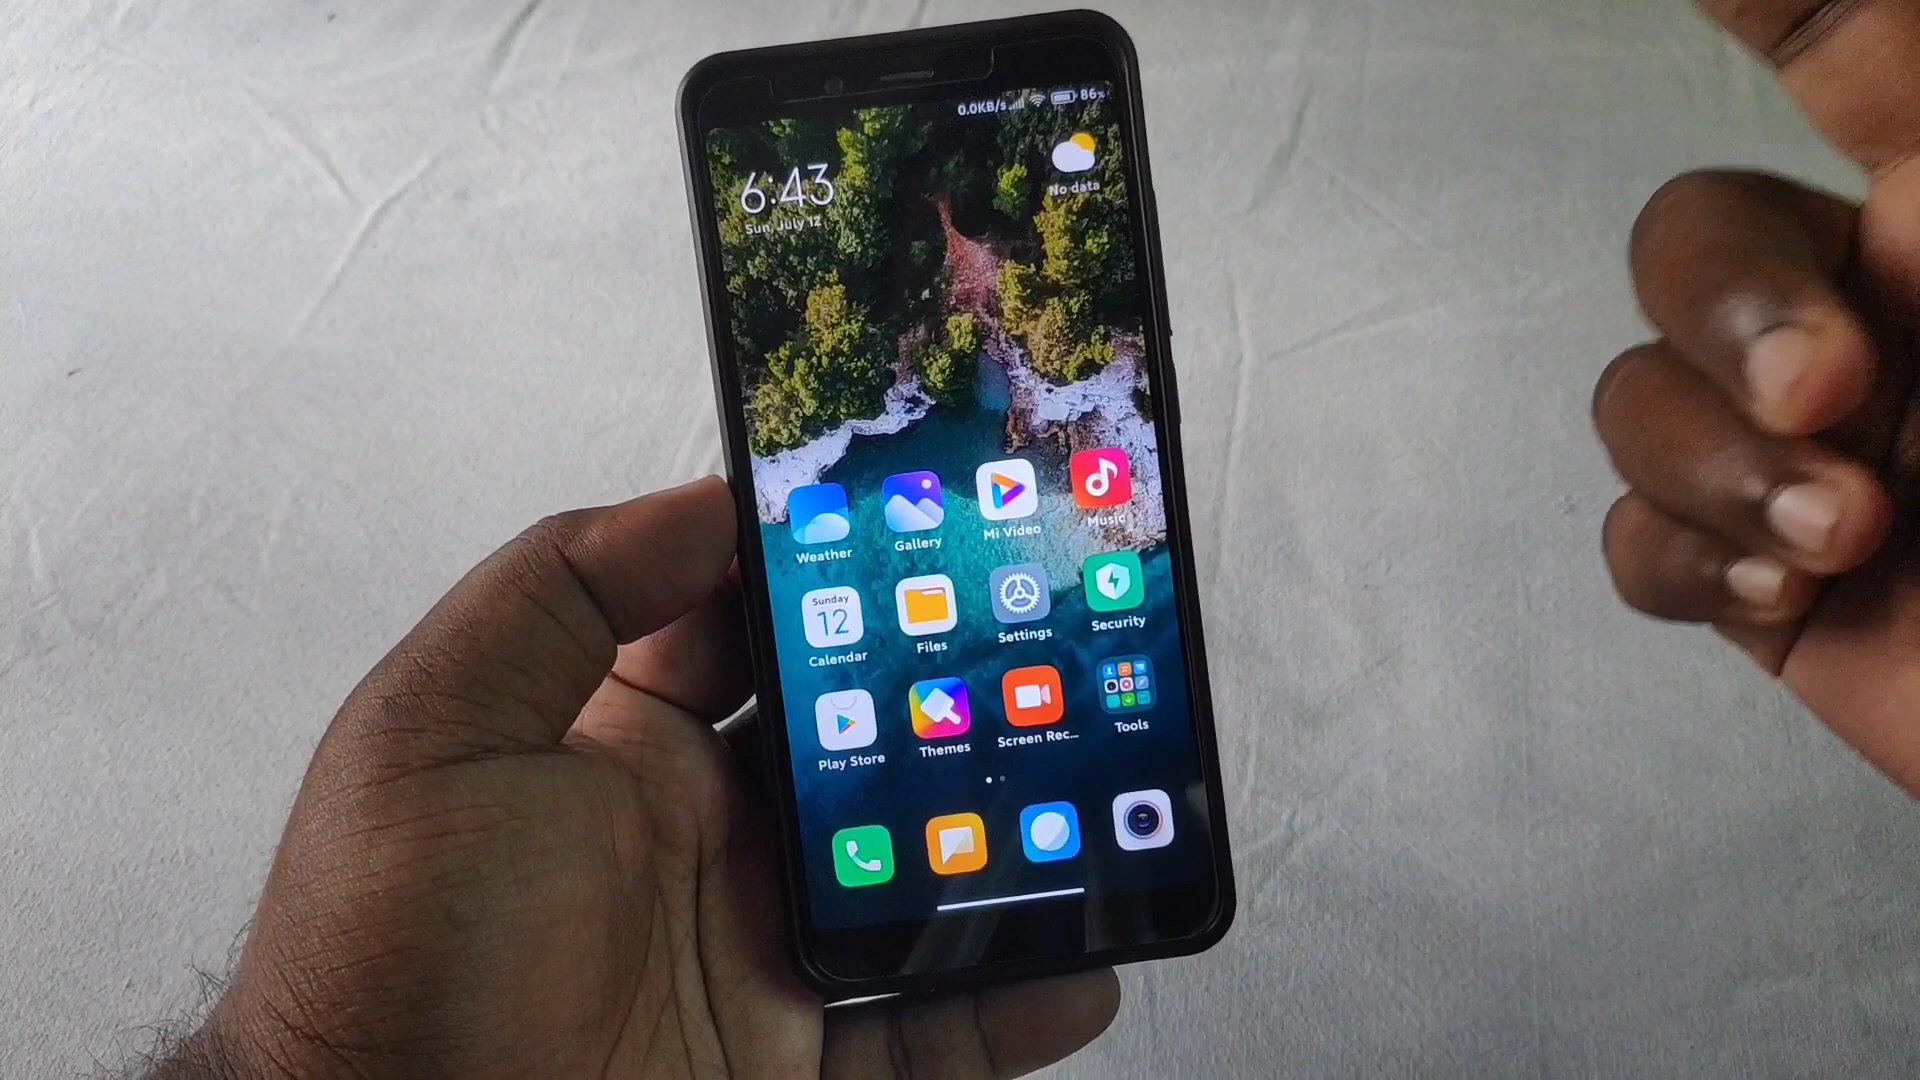 0.0KB/s 86%
6:43
Sun, July 12
No data
Weather
Gallery
Mi Video
Music
Sunday
12
Calendar
Files
Settings
Security
Play Store
Themes
Screen Rec...
Tools